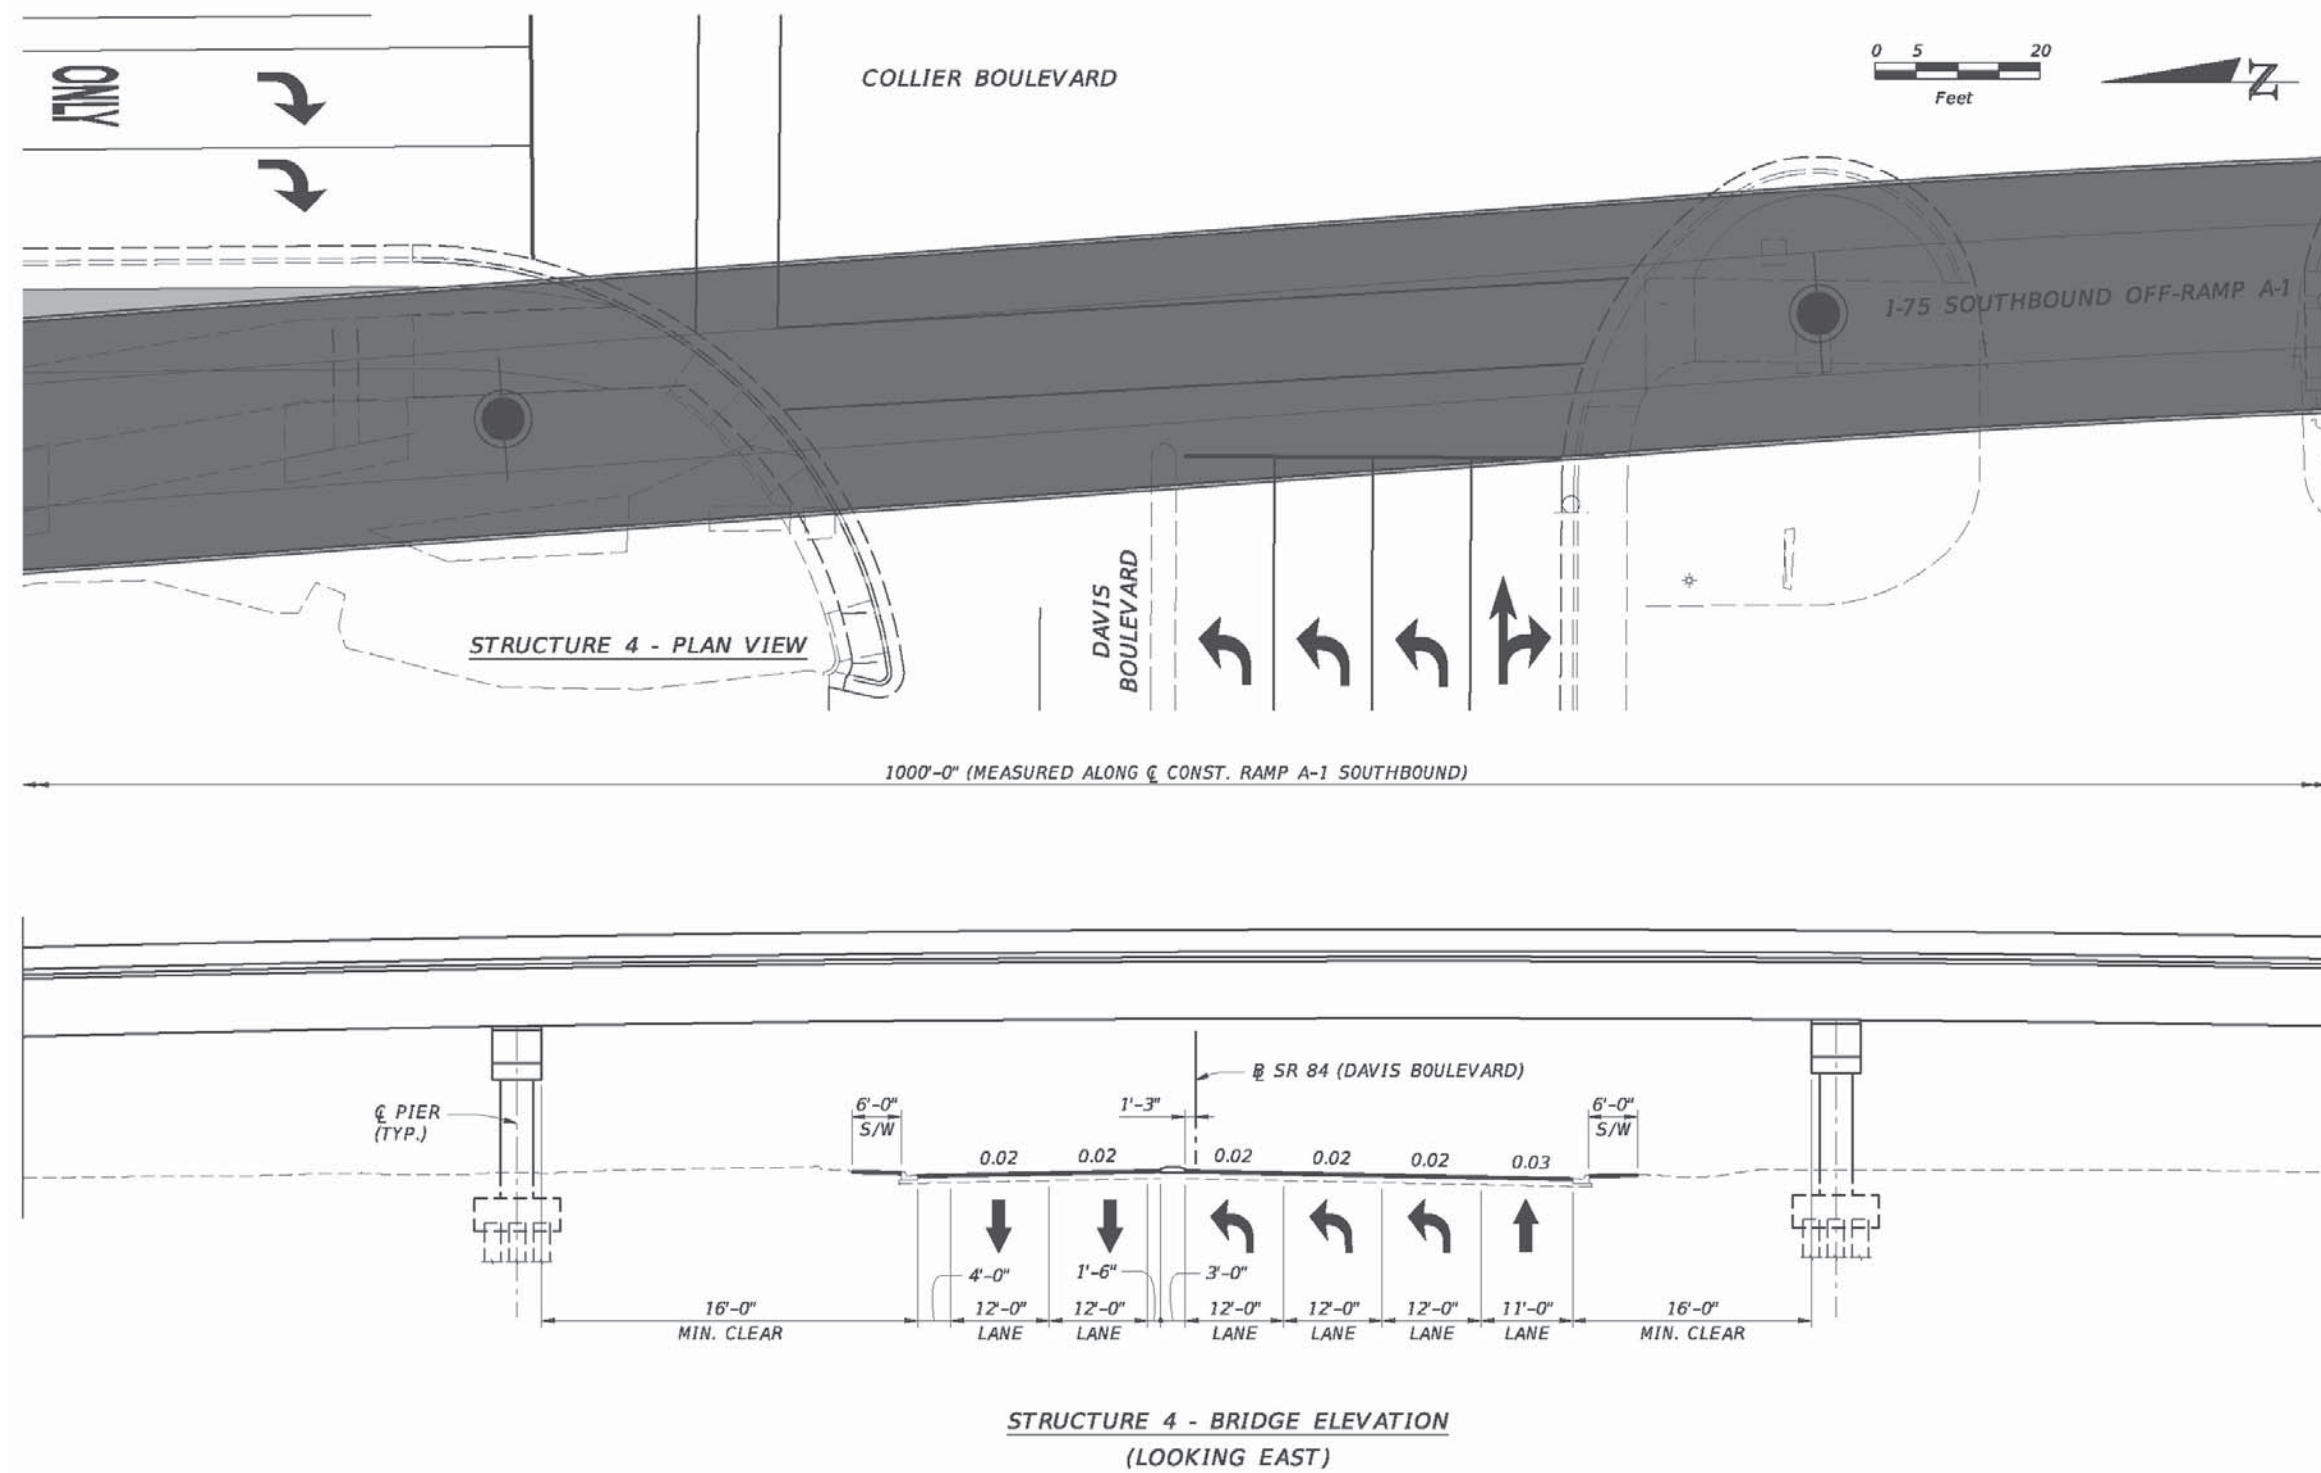 ONLY
COLLIER BOULEVARD
0 5 20
Feet
N
I-75 SOUTHBOUND OFF-RAMP A-1
DAVIS
BOULEVARD
STRUCTURE 4 - PLAN VIEW
1000'-0" (MEASURED ALONG ℄ CONST. RAMP A-1 SOUTHBOUND)
℄ PIER
(TYP.)
6'-0"
S/W
1'-3"
B̲L SR 84 (DAVIS BOULEVARD)
6'-0"
S/W
0.02 0.02 0.02 0.02 0.02 0.03
4'-0" 1'-6" 3'-0"
16'-0" 12'-0" 12'-0" 12'-0" 12'-0" 12'-0" 11'-0" 16'-0"
MIN. CLEAR LANE LANE LANE LANE LANE LANE MIN. CLEAR
STRUCTURE 4 - BRIDGE ELEVATION
(LOOKING EAST)